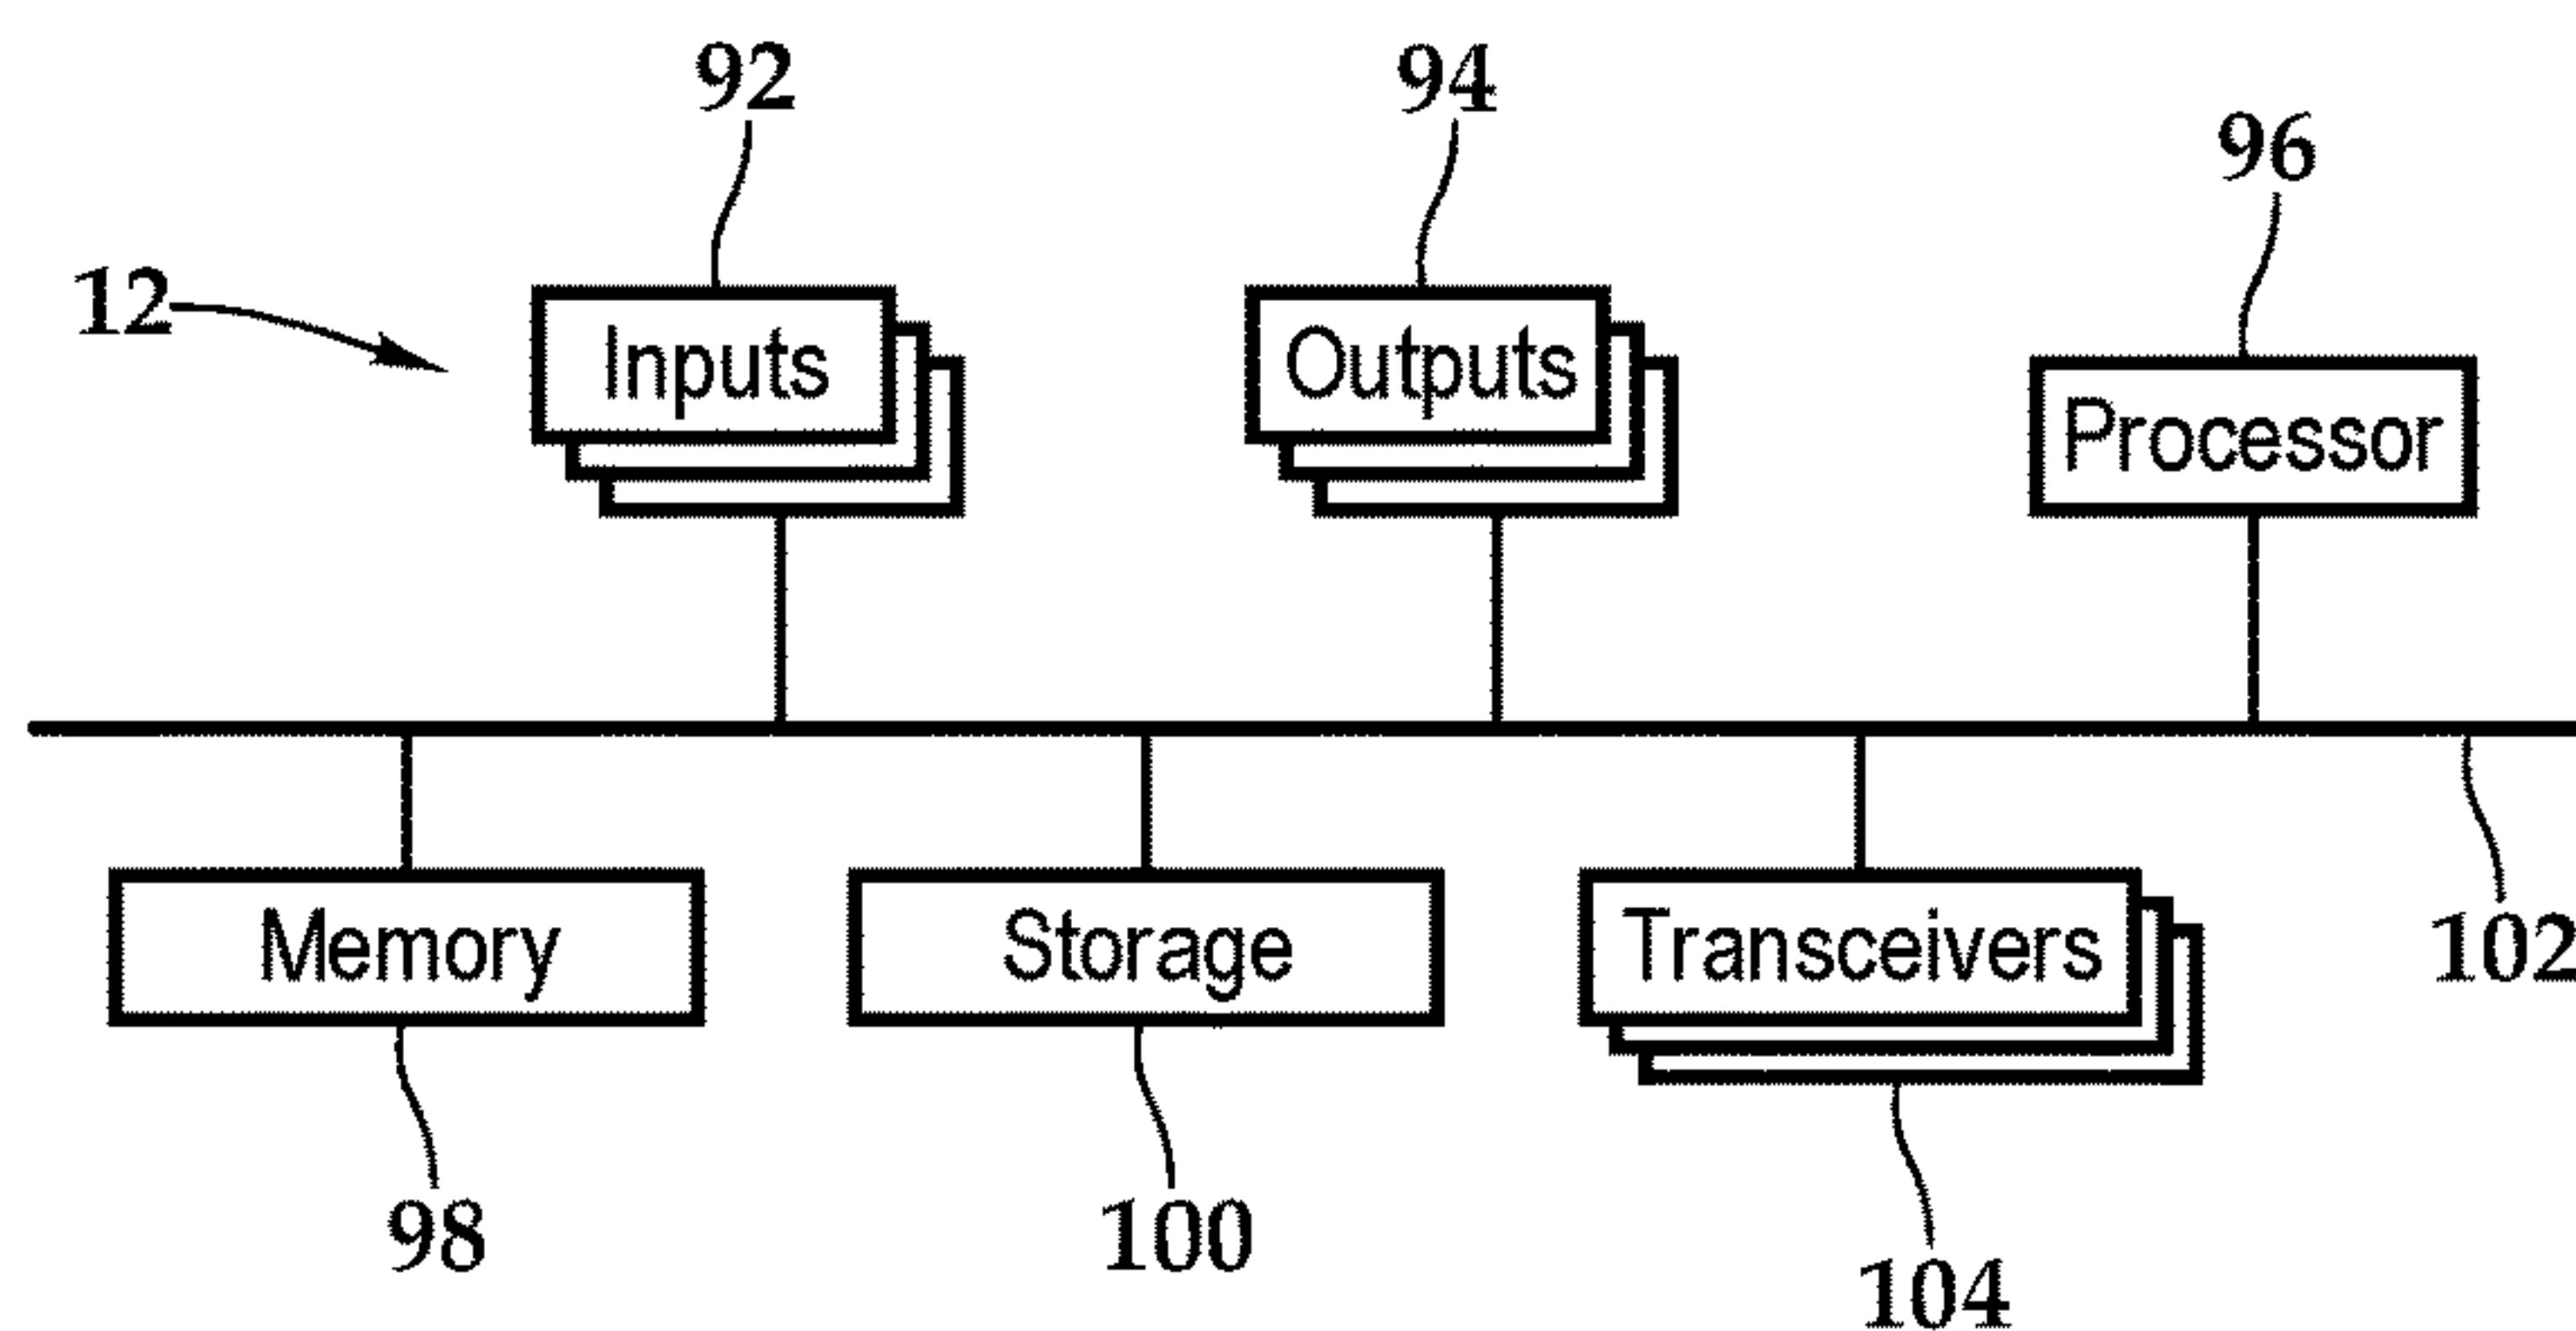 92
94
96
12
Inputs
Outputs
Processor
Memory
Storage
Transceivers
102
98
100
104